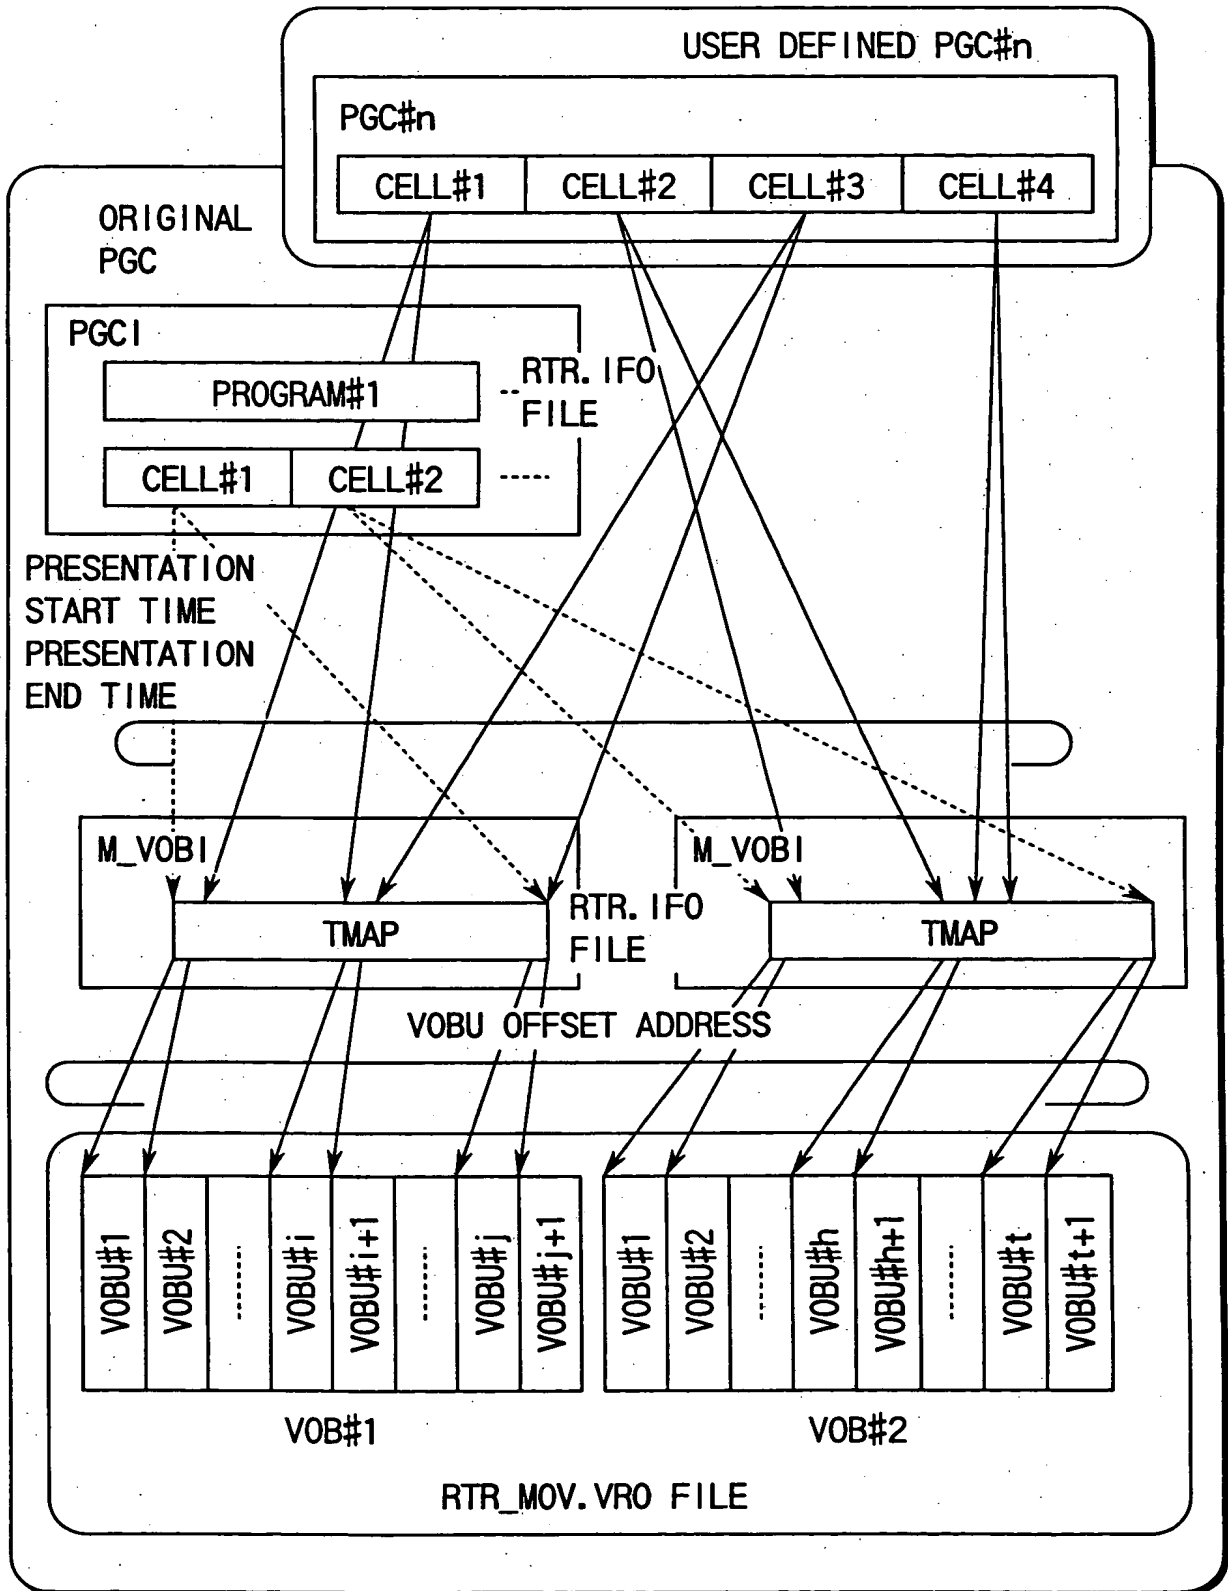 USER DEFINED PGC#n
PGC#n
CELL#1
CELL#2
CELL#3
CELL#4
ORIGINAL
PGC
PGCI
PROGRAM#1
RTR.IFO
FILE
CELL#1
CELL#2
PRESENTATION
START TIME
PRESENTATION
END TIME
M_VOBI
M_VOBI
TMAP
RTR.IFO
FILE
TMAP
VOBU OFFSET ADDRESS
VOBU#1
VOBU#2
VOBU#i
VOBU#i+1
VOBU#j
VOBU#j+1
VOBU#1
VOBU#2
VOBU#h
VOBU#h+1
VOBU#t
VOBU#t+1
VOB#1
VOB#2
RTR_MOV.VRO FILE